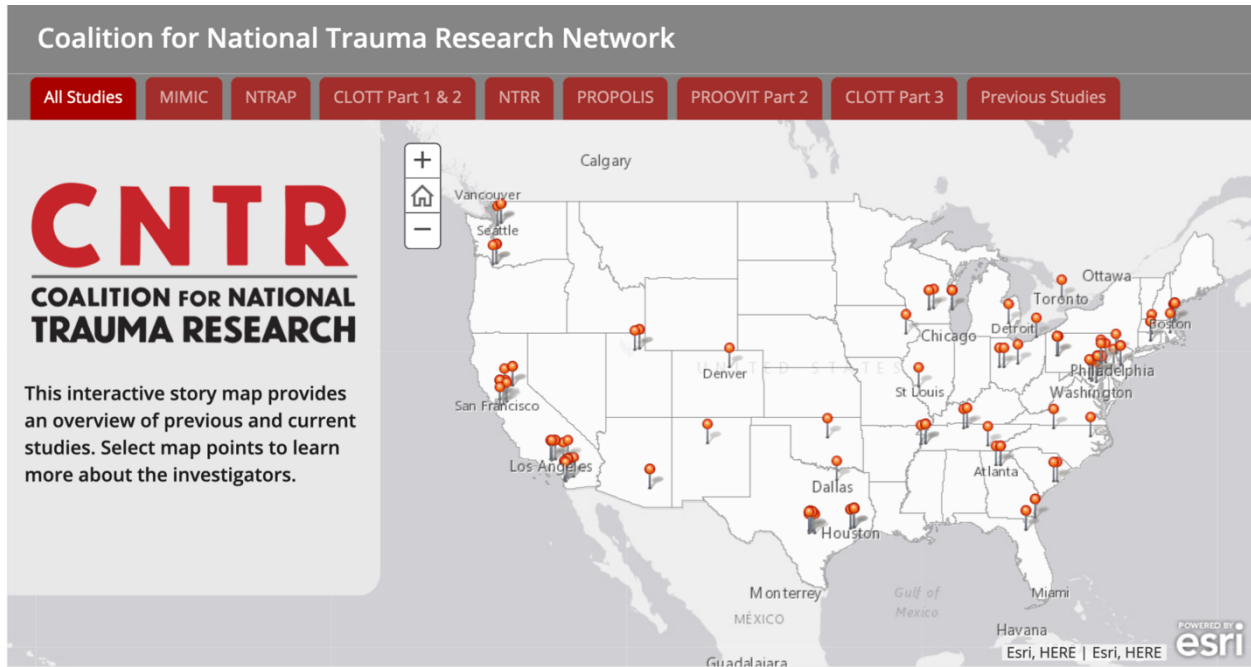 Coalition for National Trauma Research Network
All Studies
MIMIC
NTRAP
CLOTT Part 1 & 2
NTRR
PROPOLIS
PROOVIT Part 2
CLOTT Part 3
Previous Studies
CNTR
COALITION FOR NATIONAL
TRAUMA RESEARCH
This interactive story map provides
an overview of previous and current
studies. Select map points to learn
more about the investigators.
+
−
Calgary
Vancouver
Seattle
Ottawa
Toronto
Boston
Chicago
Detroit
UNITED STATES
Denver
Philadelphia
St Louis
Washington
San Francisco
Los Angeles
Atlanta
Dallas
Houston
Monterrey
Gulf of
Mexico
Miami
MÉXICO
Havana
Guadalajara
Esri, HERE | Esri, HERE
POWERED BY
esri